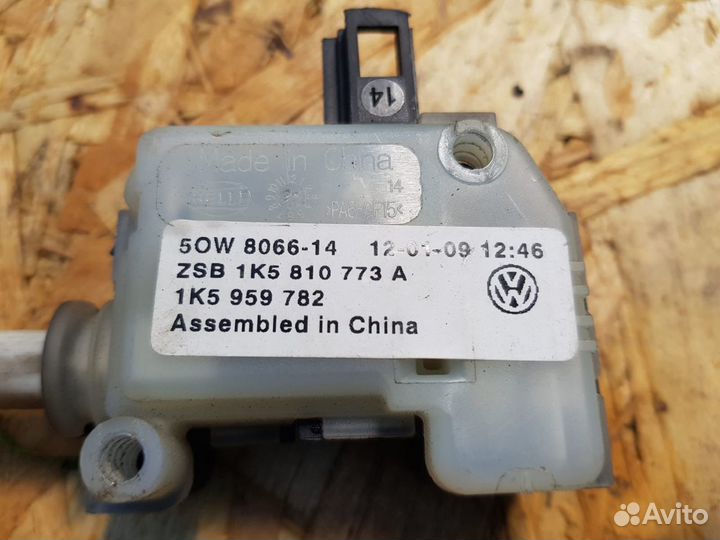 14
Made in China
14
5OW 8066-14 12-01-09 12:46
ZSB 1K5 810 773 A
1K5 959 782
Assembled in China
Avito